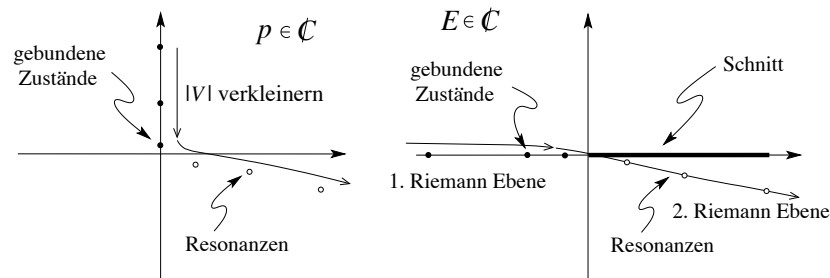 p ∈ ℂ
gebundene
Zustände
|V| verkleinern
Resonanzen
E ∈ ℂ
gebundene
Zustände
Schnitt
1. Riemann Ebene
2. Riemann Ebene
Resonanzen